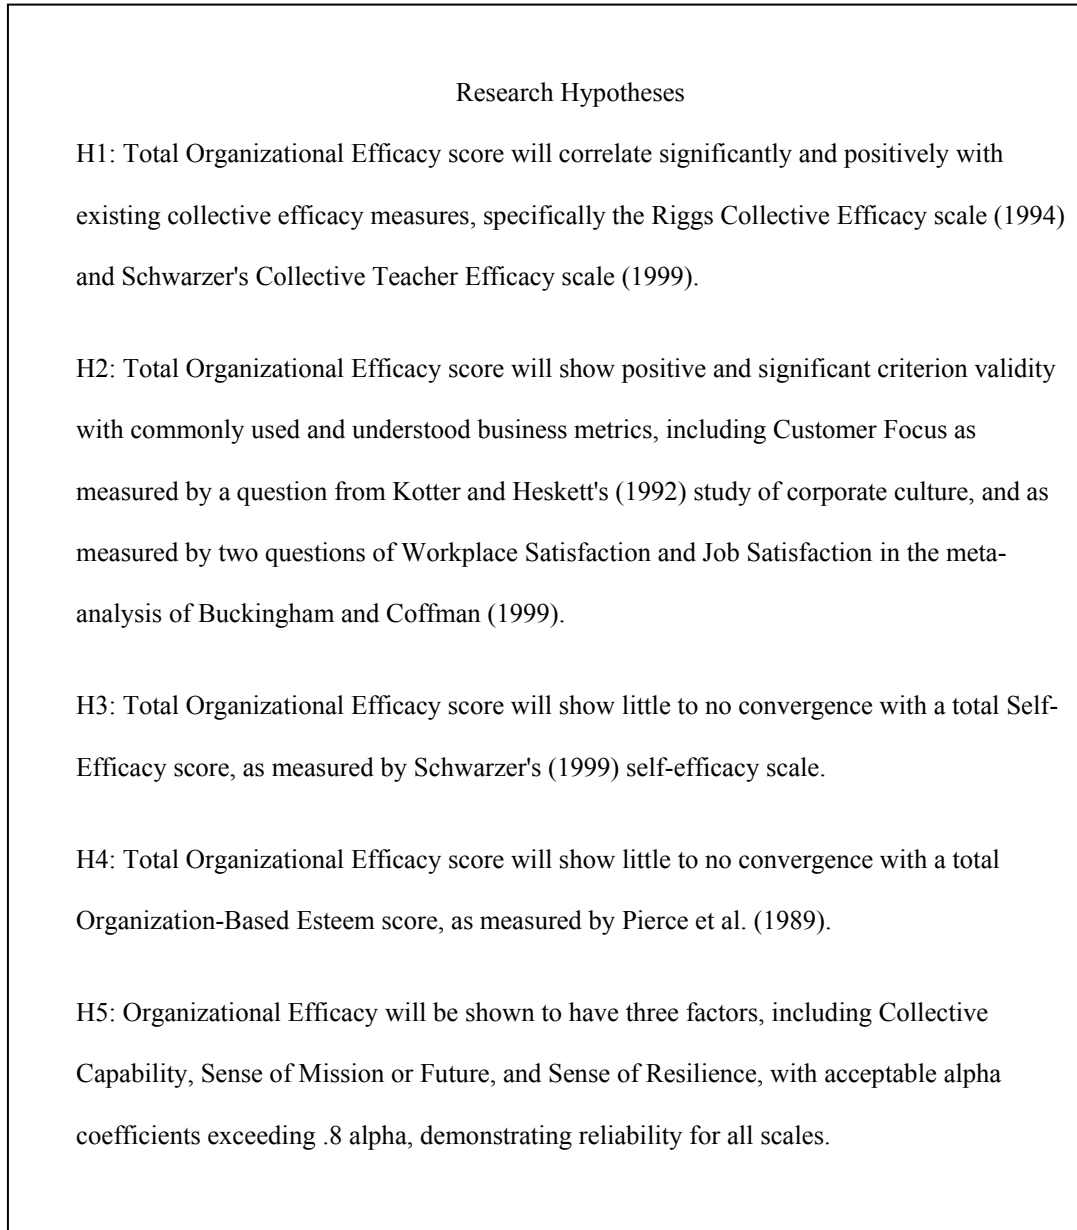 Research Hypotheses
H1: Total Organizational Efficacy score will correlate significantly and positively with
existing collective efficacy measures, specifically the Riggs Collective Efficacy scale (1994)
and Schwarzer's Collective Teacher Efficacy scale (1999).
H2: Total Organizational Efficacy score will show positive and significant criterion validity
with commonly used and understood business metrics, including Customer Focus as
measured by a question from Kotter and Heskett's (1992) study of corporate culture, and as
measured by two questions of Workplace Satisfaction and Job Satisfaction in the meta-
analysis of Buckingham and Coffman (1999).
H3: Total Organizational Efficacy score will show little to no convergence with a total Self-
Efficacy score, as measured by Schwarzer's (1999) self-efficacy scale.
H4: Total Organizational Efficacy score will show little to no convergence with a total
Organization-Based Esteem score, as measured by Pierce et al. (1989).
H5: Organizational Efficacy will be shown to have three factors, including Collective
Capability, Sense of Mission or Future, and Sense of Resilience, with acceptable alpha
coefficients exceeding .8 alpha, demonstrating reliability for all scales.